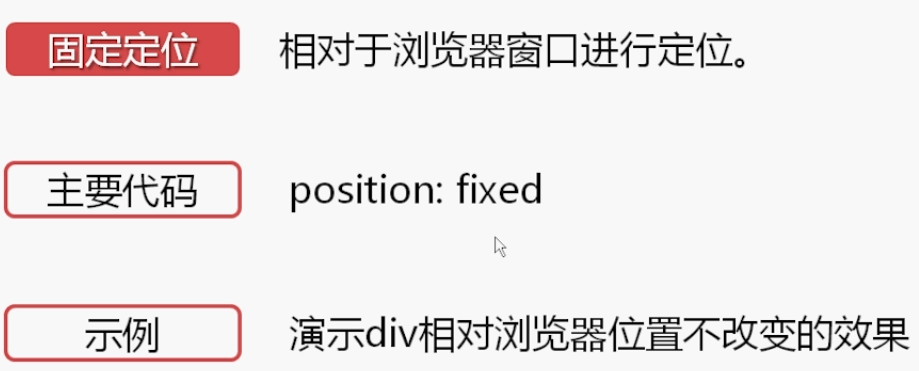 固定定位 相对于浏览器窗口进行定位。
主要代码 position: fixed
示例 演示div相对浏览器位置不改变的效果